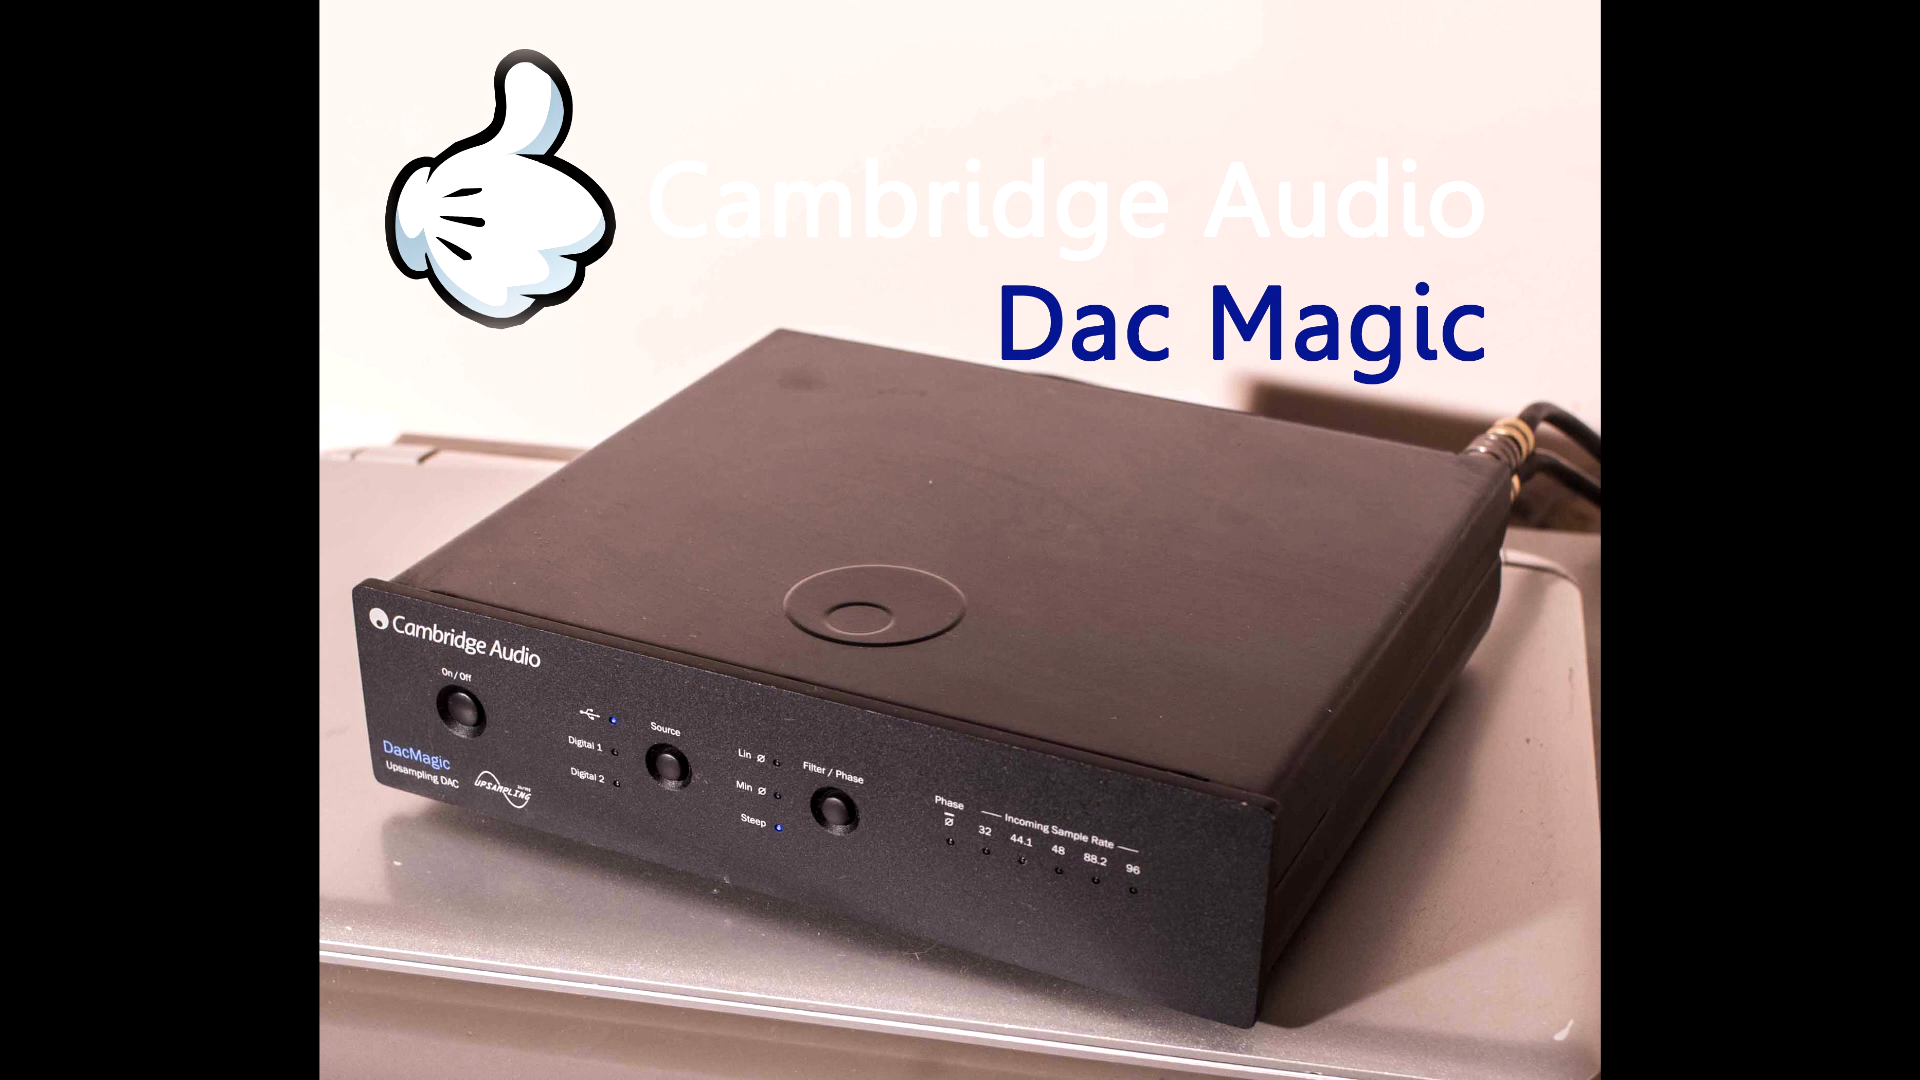 Cambridge Audio
Dac Magic
Cambridge Audio
On / Off
DacMagic
Upsampling DAC
UPSAMPLING
Digital 1
Digital 2
Source
Lin Ø
Min Ø
Steep
Filter / Phase
Phase
Ø
Incoming Sample Rate
32 44.1 48 88.2 96